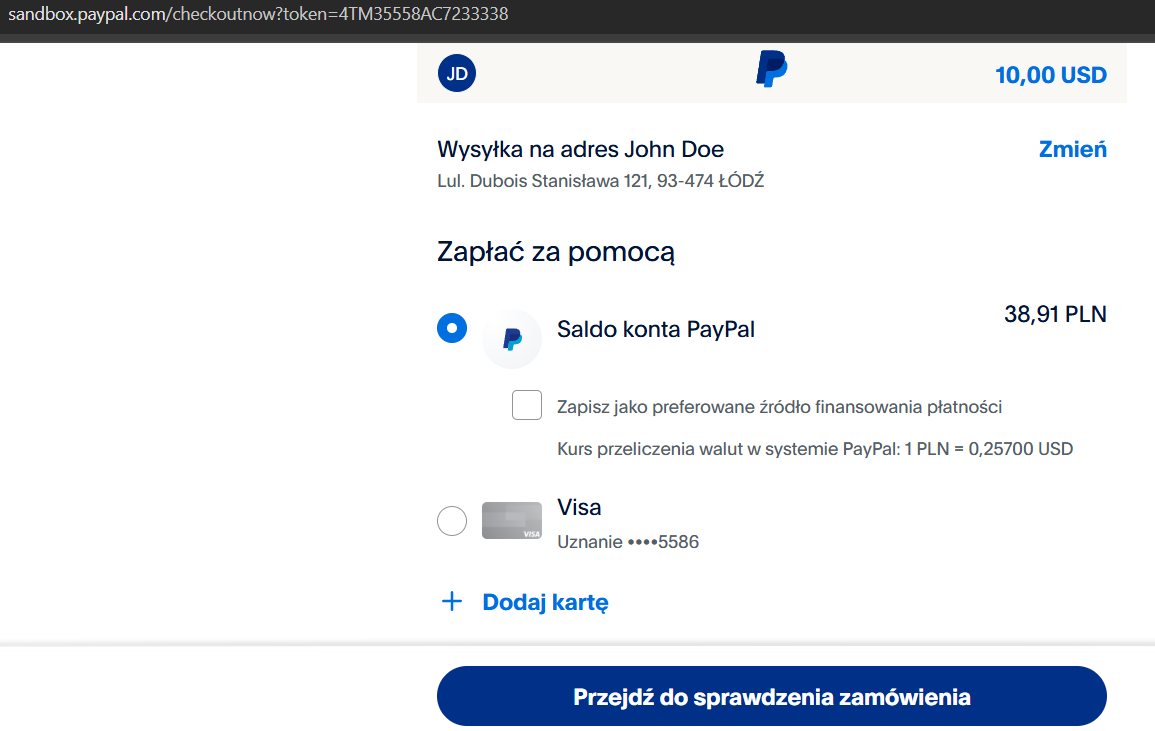 sandbox.paypal.com/checkoutnow?token=4TM35558AC7233338
JD
10,00 USD
Wysyłka na adres John Doe
Zmień
Lul. Dubois Stanisława 121, 93-474 ŁÓDŹ
Zapłać za pomocą
Saldo konta PayPal
38,91 PLN
Zapisz jako preferowane źródło finansowania płatności
Kurs przeliczenia walut w systemie PayPal: 1 PLN = 0,25700 USD
Visa
VISA
Uznanie ••••5586
+ Dodaj kartę
Przejdź do sprawdzenia zamówienia